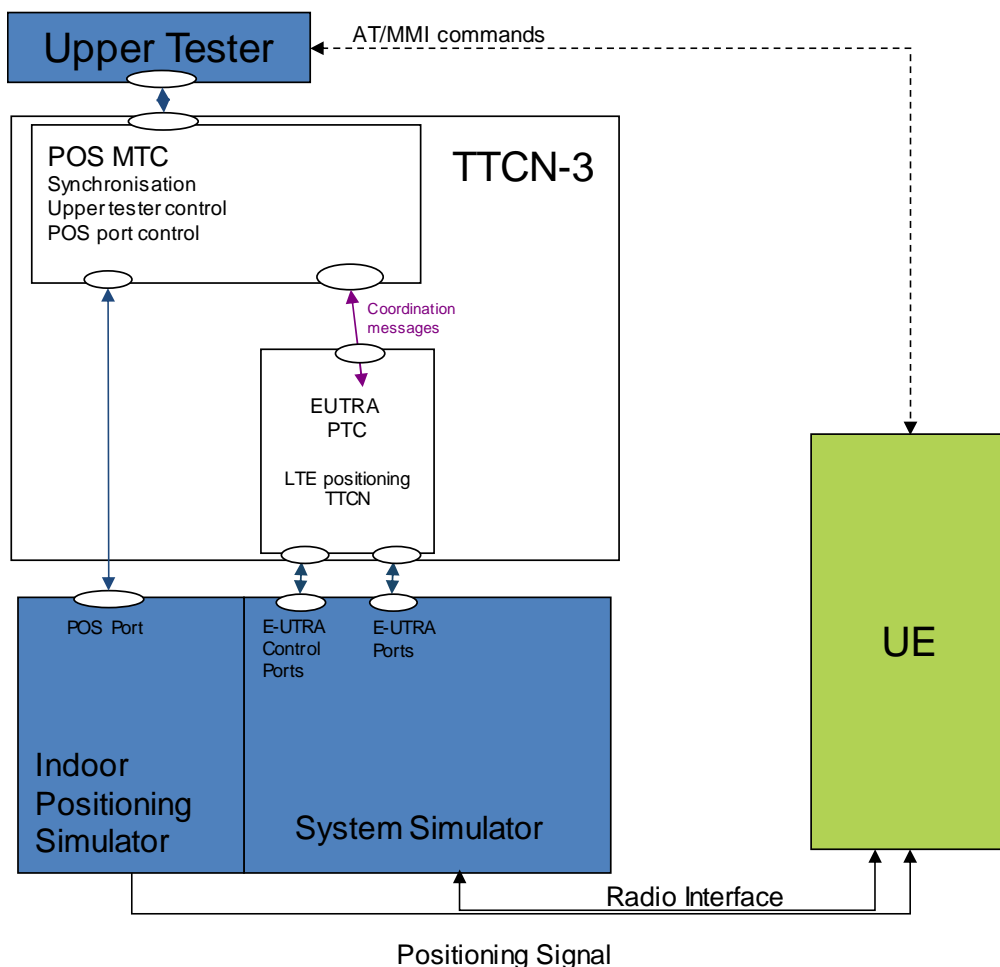 Upper Tester
AT/MMI commands
POS MTC
Synchronisation
Upper tester control
POS port control
TTCN-3
Coordination
messages
EUTRA
PTC
LTE positioning
TTCN
POS Port
E-UTRA
Control
Ports
E-UTRA
Ports
UE
Indoor
Positioning
Simulator
System Simulator
Radio Interface
Positioning Signal